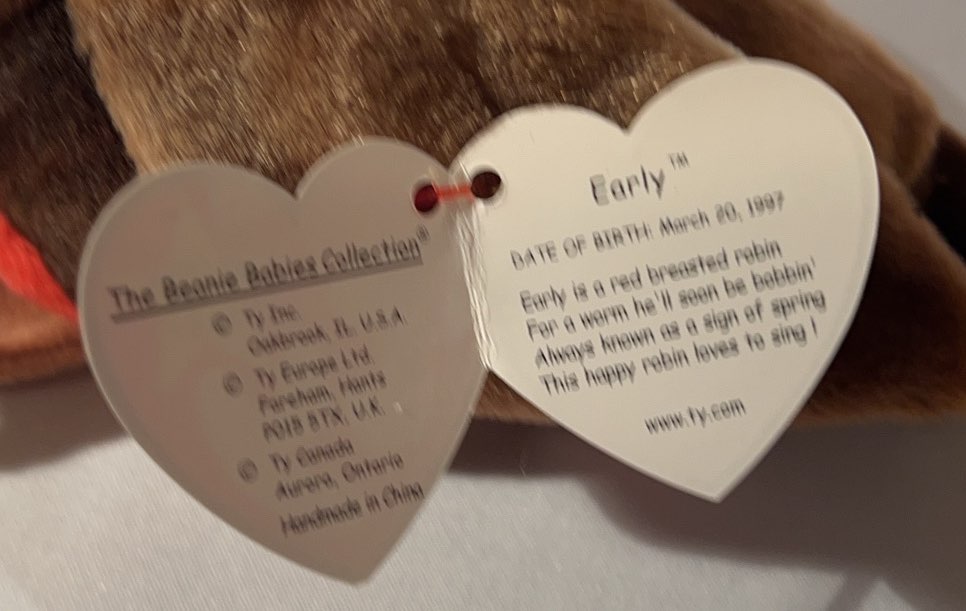 The Beanie Babies Collection®
© Ty Inc.
Oakbrook, IL. U.S.A.
© Ty Europe Ltd.
Fareham, Hants
PO15 5TX, U.K.
© Ty Canada
Aurora, Ontario
Handmade in China
Early™
DATE OF BIRTH: March 20, 1997
Early is a red breasted robin
For a worm he'll soon be bobbin'
Always known as a sign of spring
This happy robin loves to sing !
www.ty.com